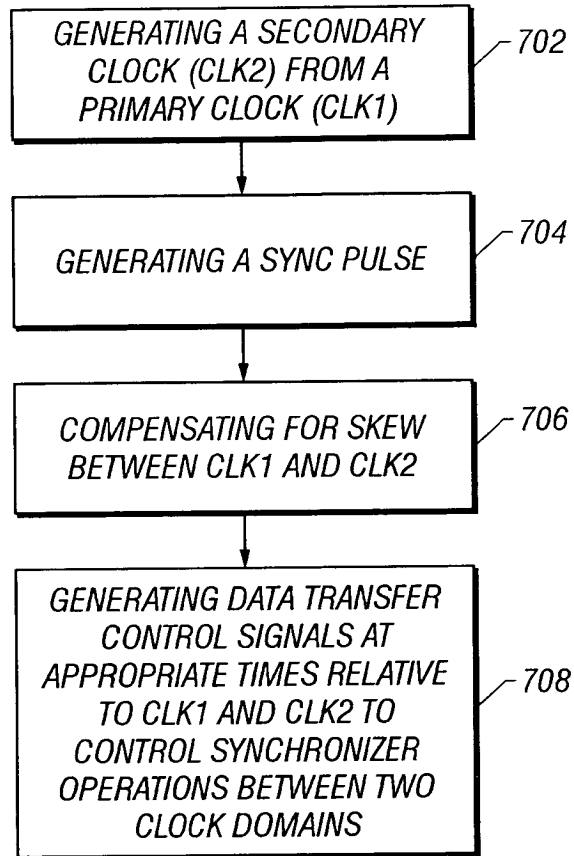 GENERATING A SECONDARY
CLOCK (CLK2) FROM A
PRIMARY CLOCK (CLK1)
702
GENERATING A SYNC PULSE
704
COMPENSATING FOR SKEW
BETWEEN CLK1 AND CLK2
706
GENERATING DATA TRANSFER
CONTROL SIGNALS AT
APPROPRIATE TIMES RELATIVE
TO CLK1 AND CLK2 TO
CONTROL SYNCHRONIZER
OPERATIONS BETWEEN TWO
CLOCK DOMAINS
708